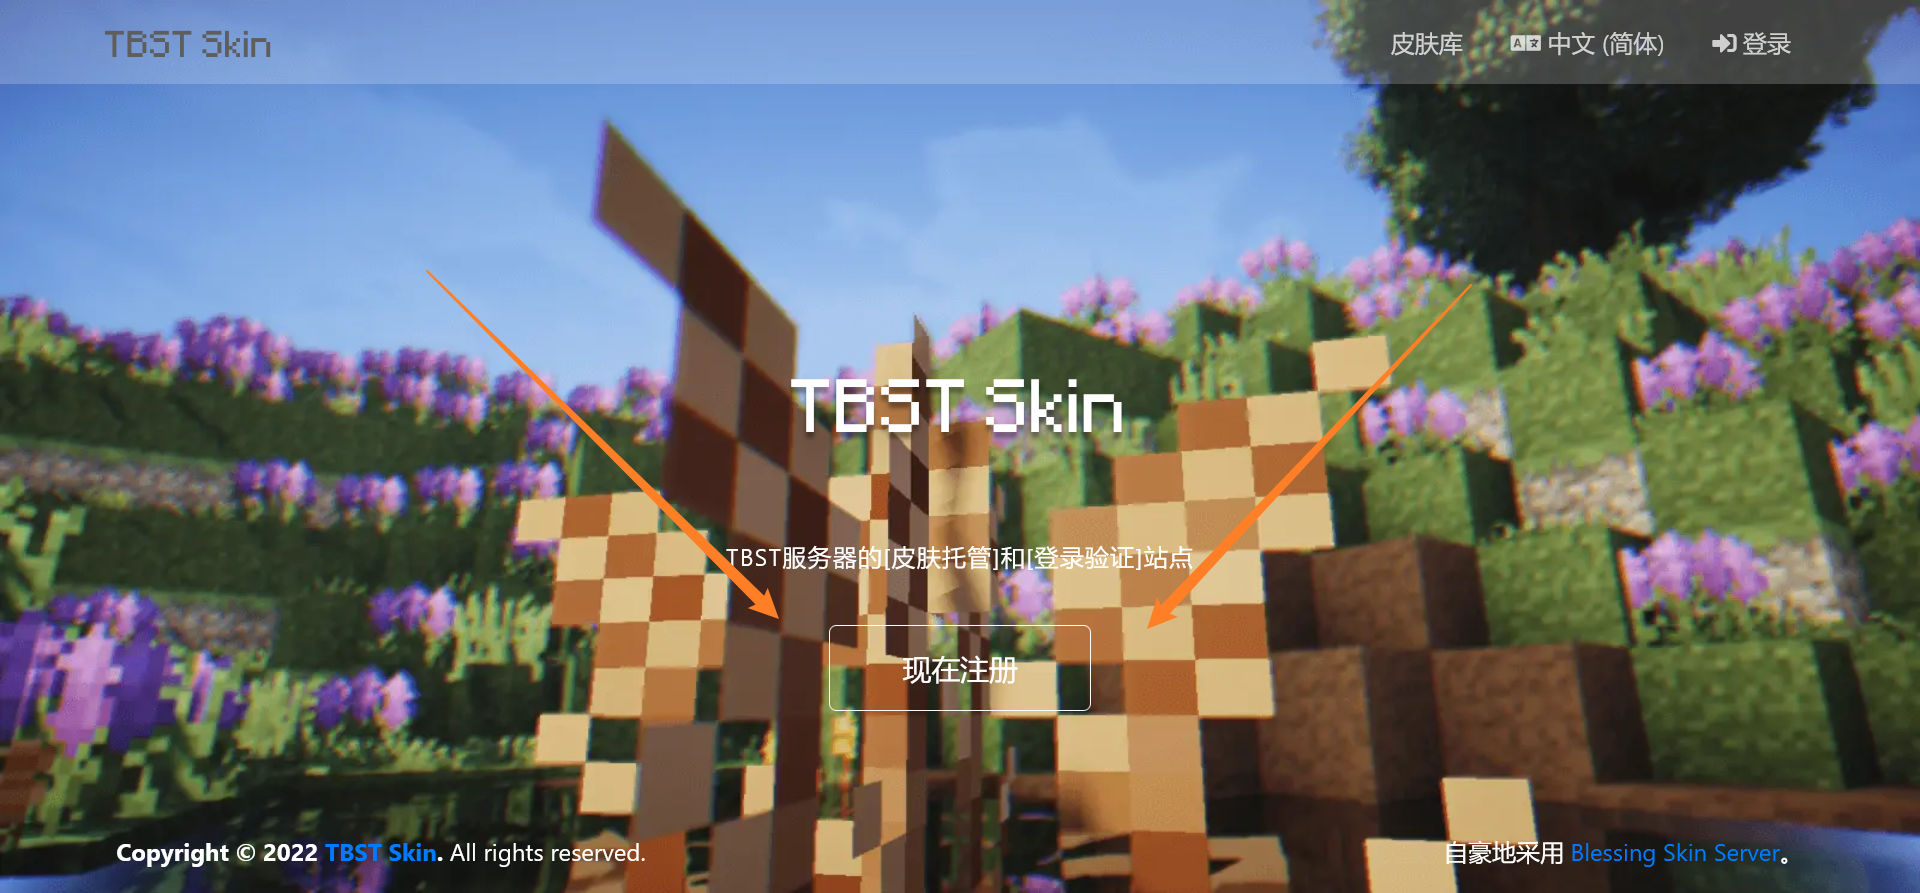 TBST Skin
皮肤库
中文 (简体)
登录
TBST Skin
TBST服务器的[皮肤托管]和[登录验证]站点
现在注册
Copyright © 2022 TBST Skin. All rights reserved.
自豪地采用 Blessing Skin Server。